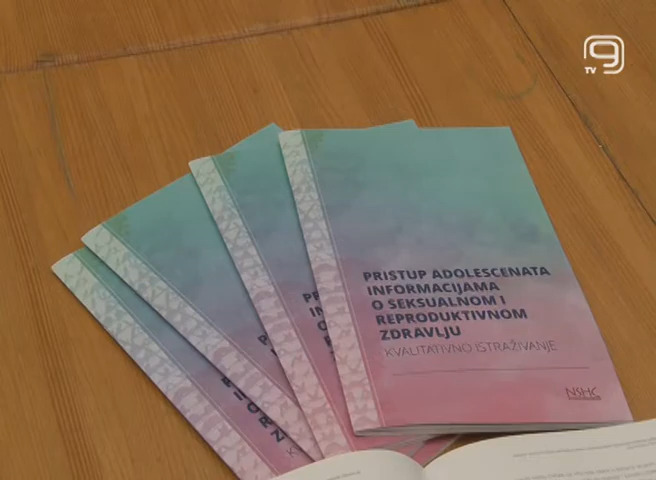 9
TV
PRISTUP ADOLESCENATA
INFORMACIJAMA
O SEKSUALNOM I
REPRODUKTIVNOM
ZDRAVLJU
KVALITATIVNO ISTRAŽIVANJE
NSHC